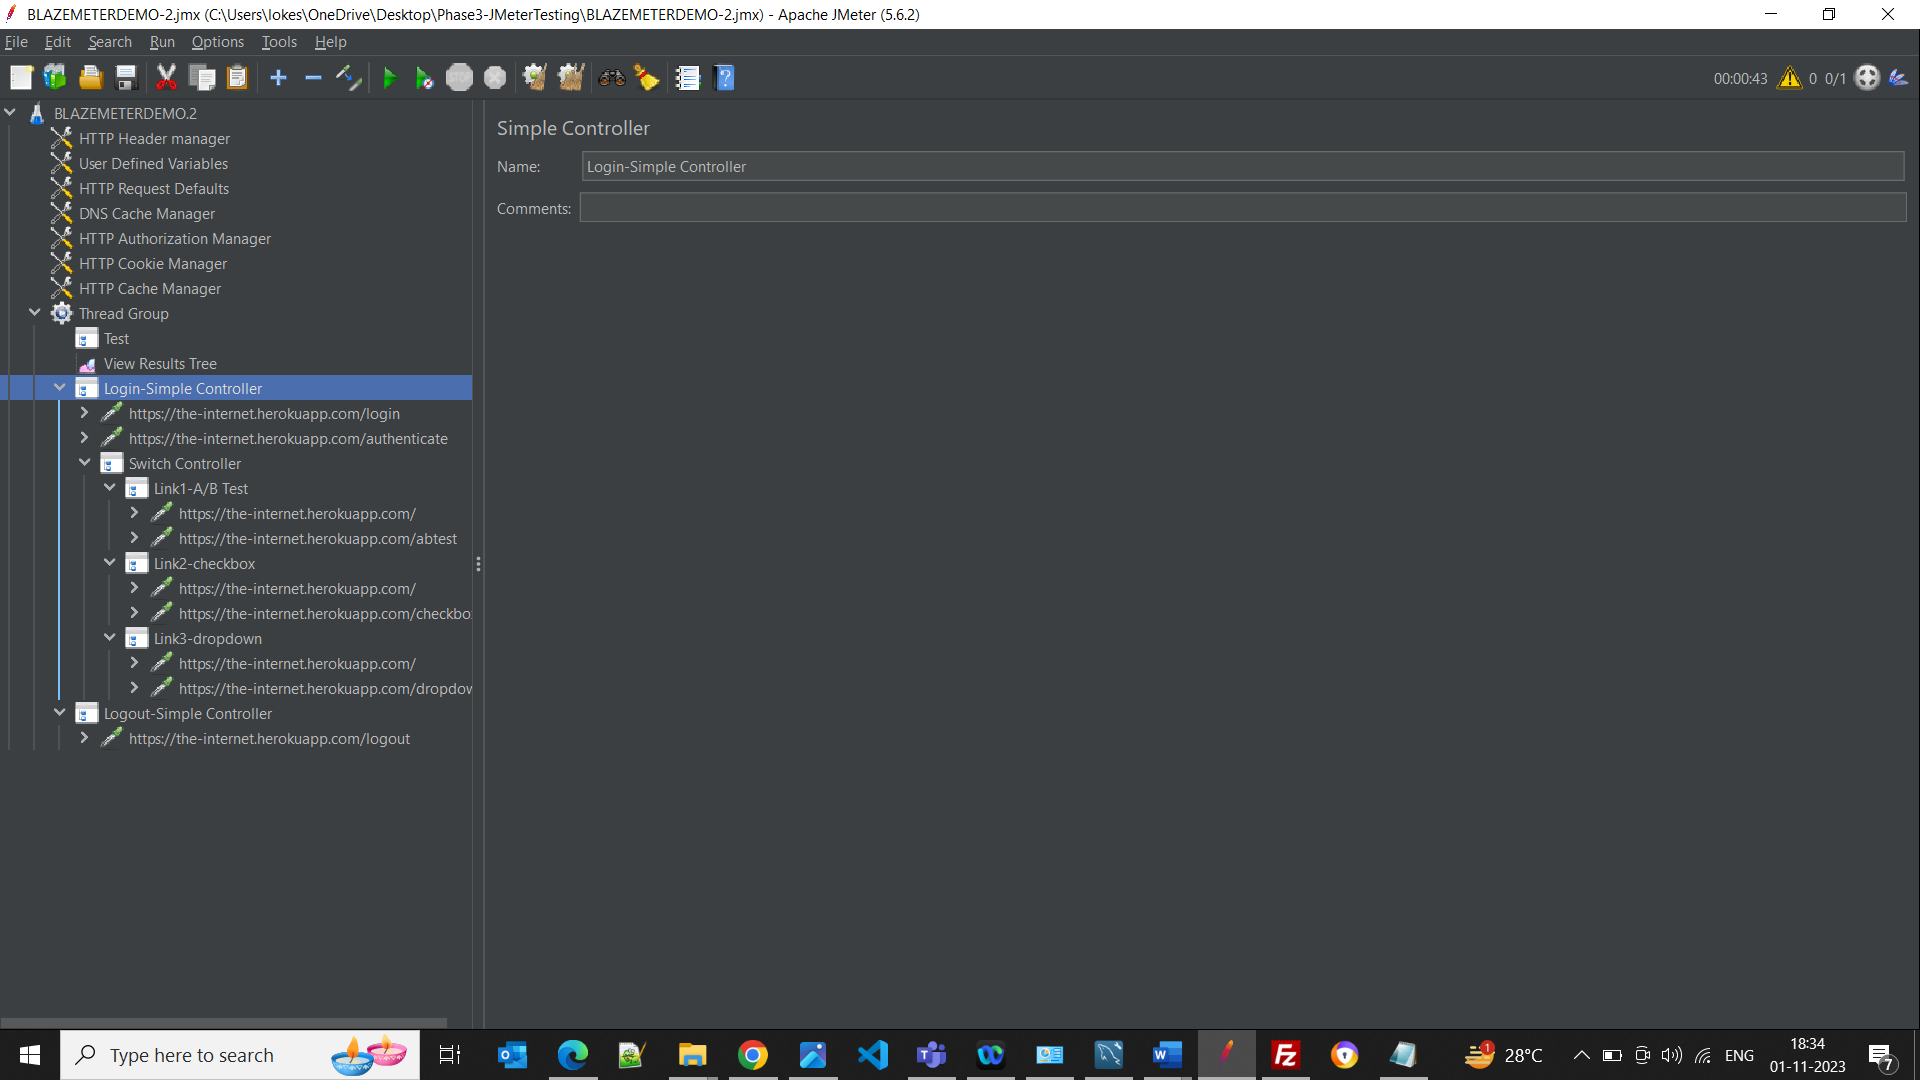 BLAZEMETERDEMO-2.jmx (C:\Users\lokes\OneDrive\Desktop\Phase3-JMeterTesting\BLAZEMETERDEMO-2.jmx) - Apache JMeter (5.6.2)
File Edit Search Run Options Tools Help
STOP
00:00:43 0 0/1
BLAZEMETERDEMO.2
HTTP Header manager
User Defined Variables
HTTP Request Defaults
DNS Cache Manager
HTTP Authorization Manager
HTTP Cookie Manager
HTTP Cache Manager
Thread Group
Test
View Results Tree
Login-Simple Controller
https://the-internet.herokuapp.com/login
https://the-internet.herokuapp.com/authenticate
Switch Controller
Link1-A/B Test
https://the-internet.herokuapp.com/
https://the-internet.herokuapp.com/abtest
Link2-checkbox
https://the-internet.herokuapp.com/
https://the-internet.herokuapp.com/checkbo
Link3-dropdown
https://the-internet.herokuapp.com/
https://the-internet.herokuapp.com/dropdow
Logout-Simple Controller
https://the-internet.herokuapp.com/logout
Simple Controller
Name: Login-Simple Controller
Comments:
Type here to search
1 28°C
ENG
18:34
01-11-2023
7